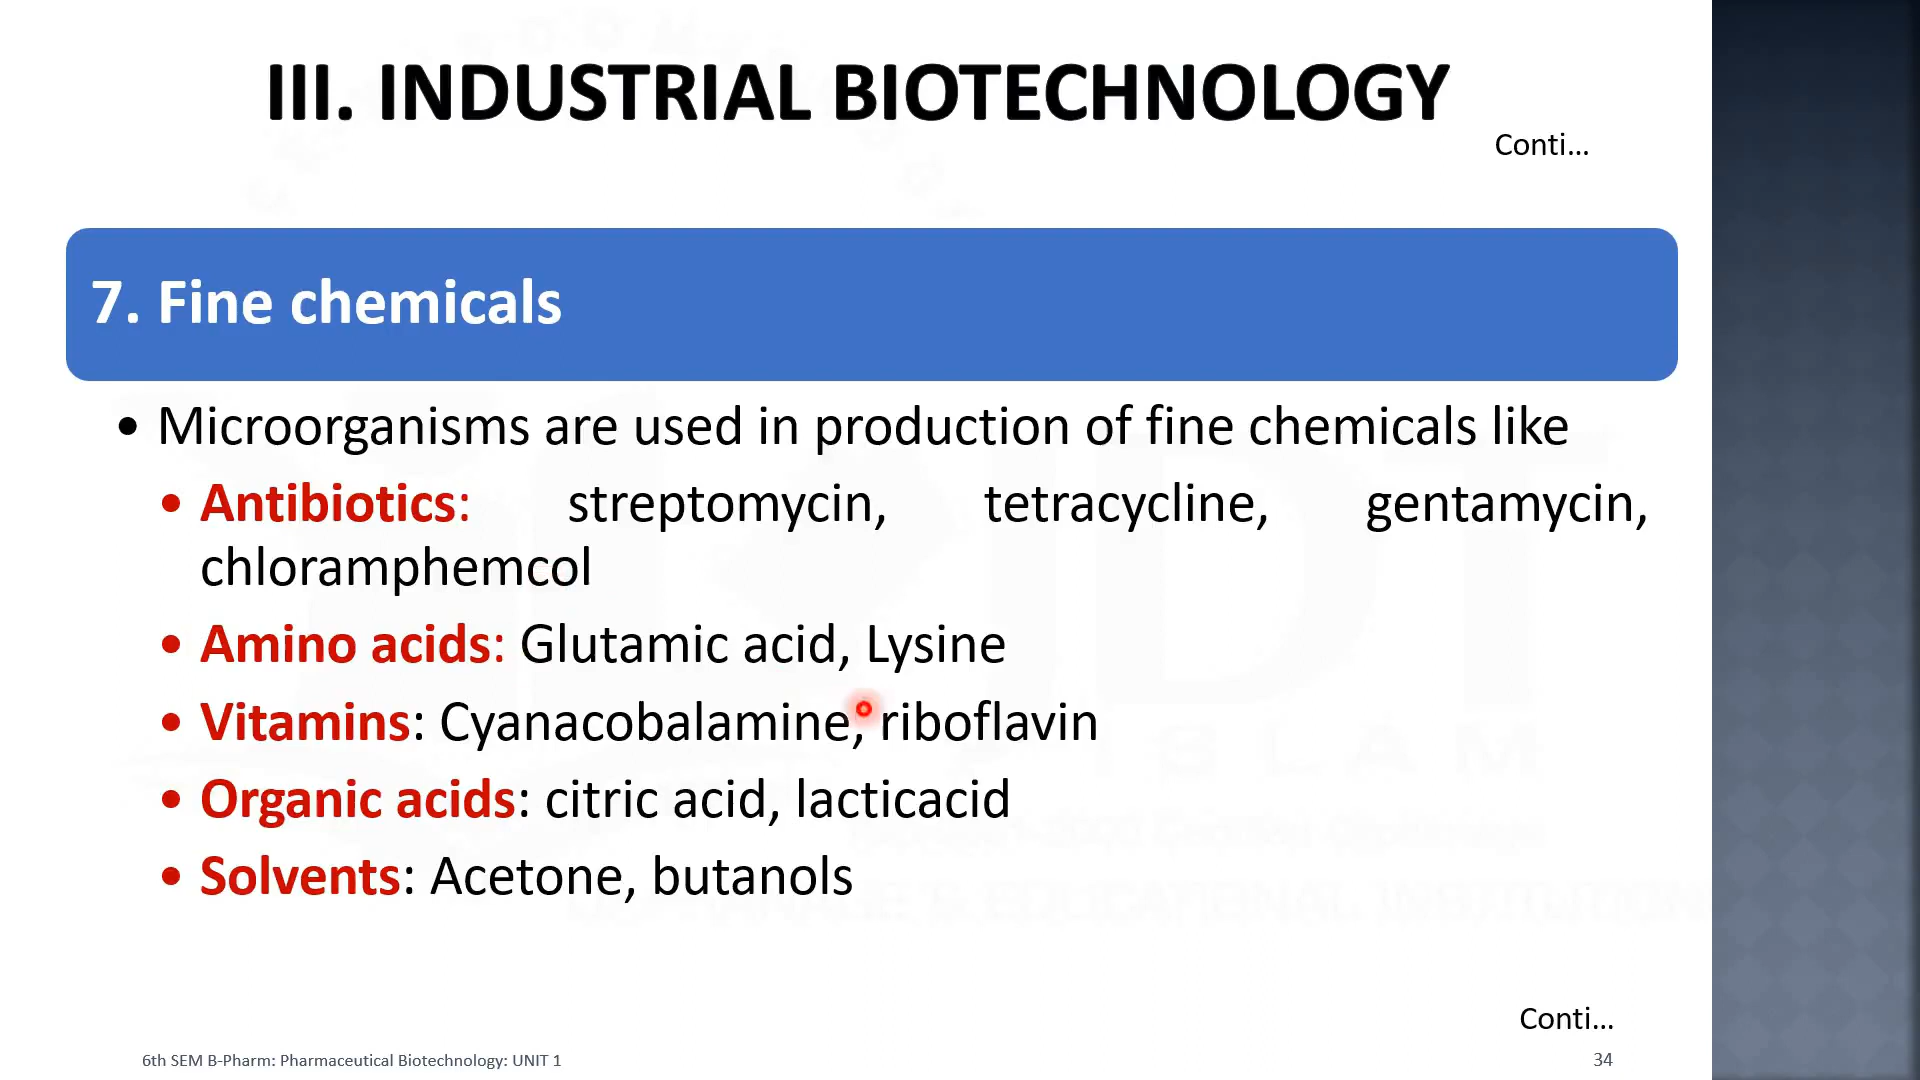 III. INDUSTRIAL BIOTECHNOLOGY
Conti...
7. Fine chemicals
• Microorganisms are used in production of fine chemicals like
• Antibiotics: streptomycin, tetracycline, gentamycin,
chloramphemcol
• Amino acids: Glutamic acid, Lysine
• Vitamins: Cyanacobalamine, riboflavin
• Organic acids: citric acid, lacticacid
• Solvents: Acetone, butanols
ISLAM
Conti...
6th SEM B-Pharm: Pharmaceutical Biotechnology: UNIT 1
34